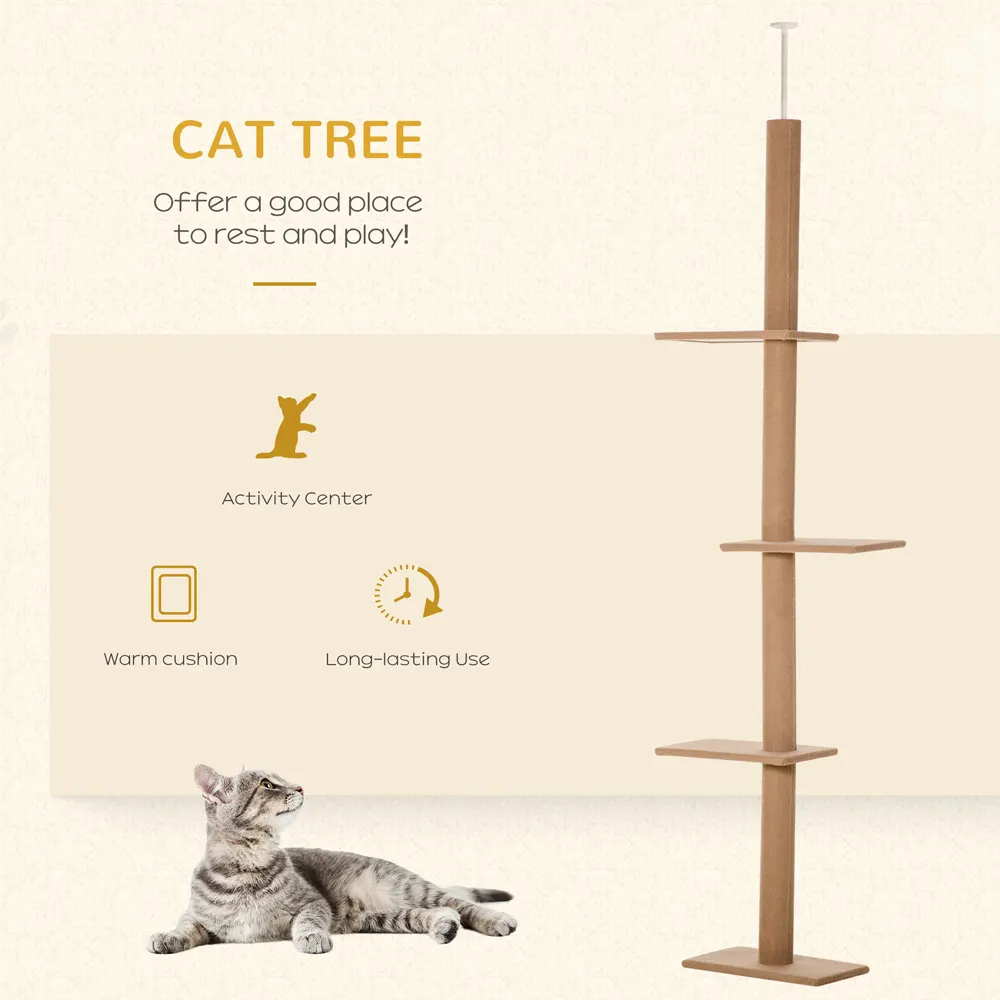 CAT TREE
Offer a good place
to rest and play!
Activity Center
Warm cushion
Long-lasting Use